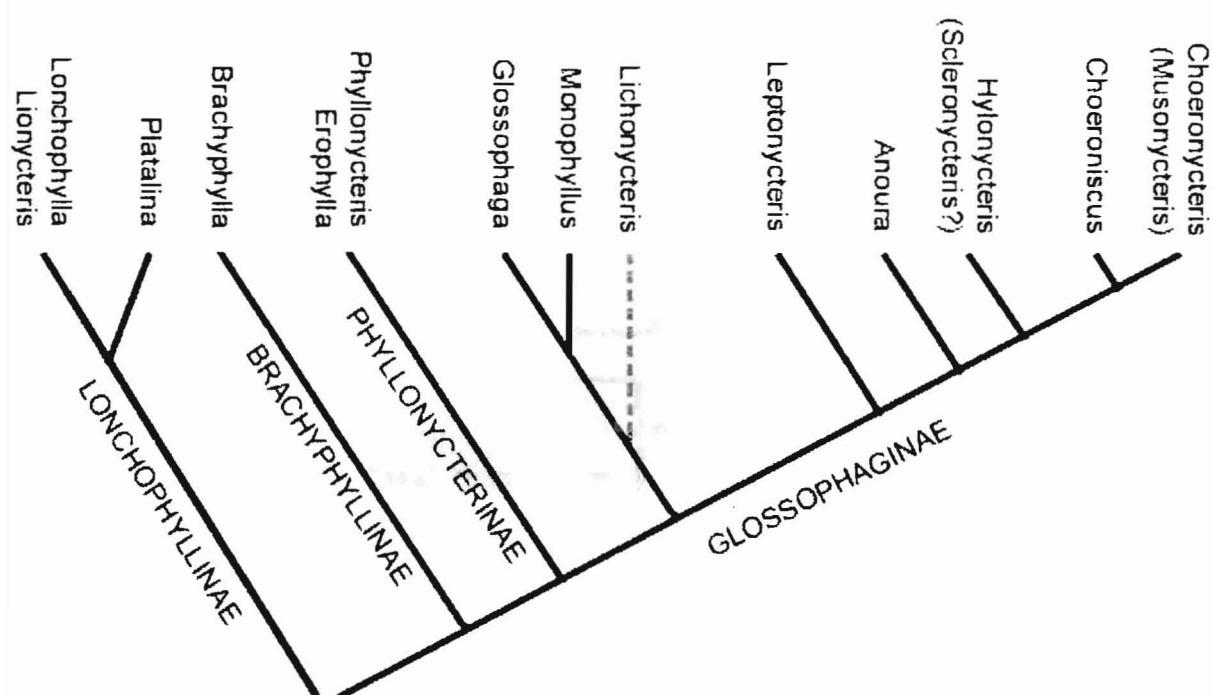 Lonchophylla
Lionycteris
Platalina
Brachyphylla
Phyllonycteris
Erophylla
Glossophaga
Monophyllus
Lichonycteris
Leptonycteris
Anoura
Hylonycteris
(Scleronycteris?)
Choeroniscus
Choeronycteris
(Musonycteris)
LONCHOPHYLLINAE
BRACHYPHYLLINAE
PHYLLONYCTERINAE
GLOSSOPHAGINAE